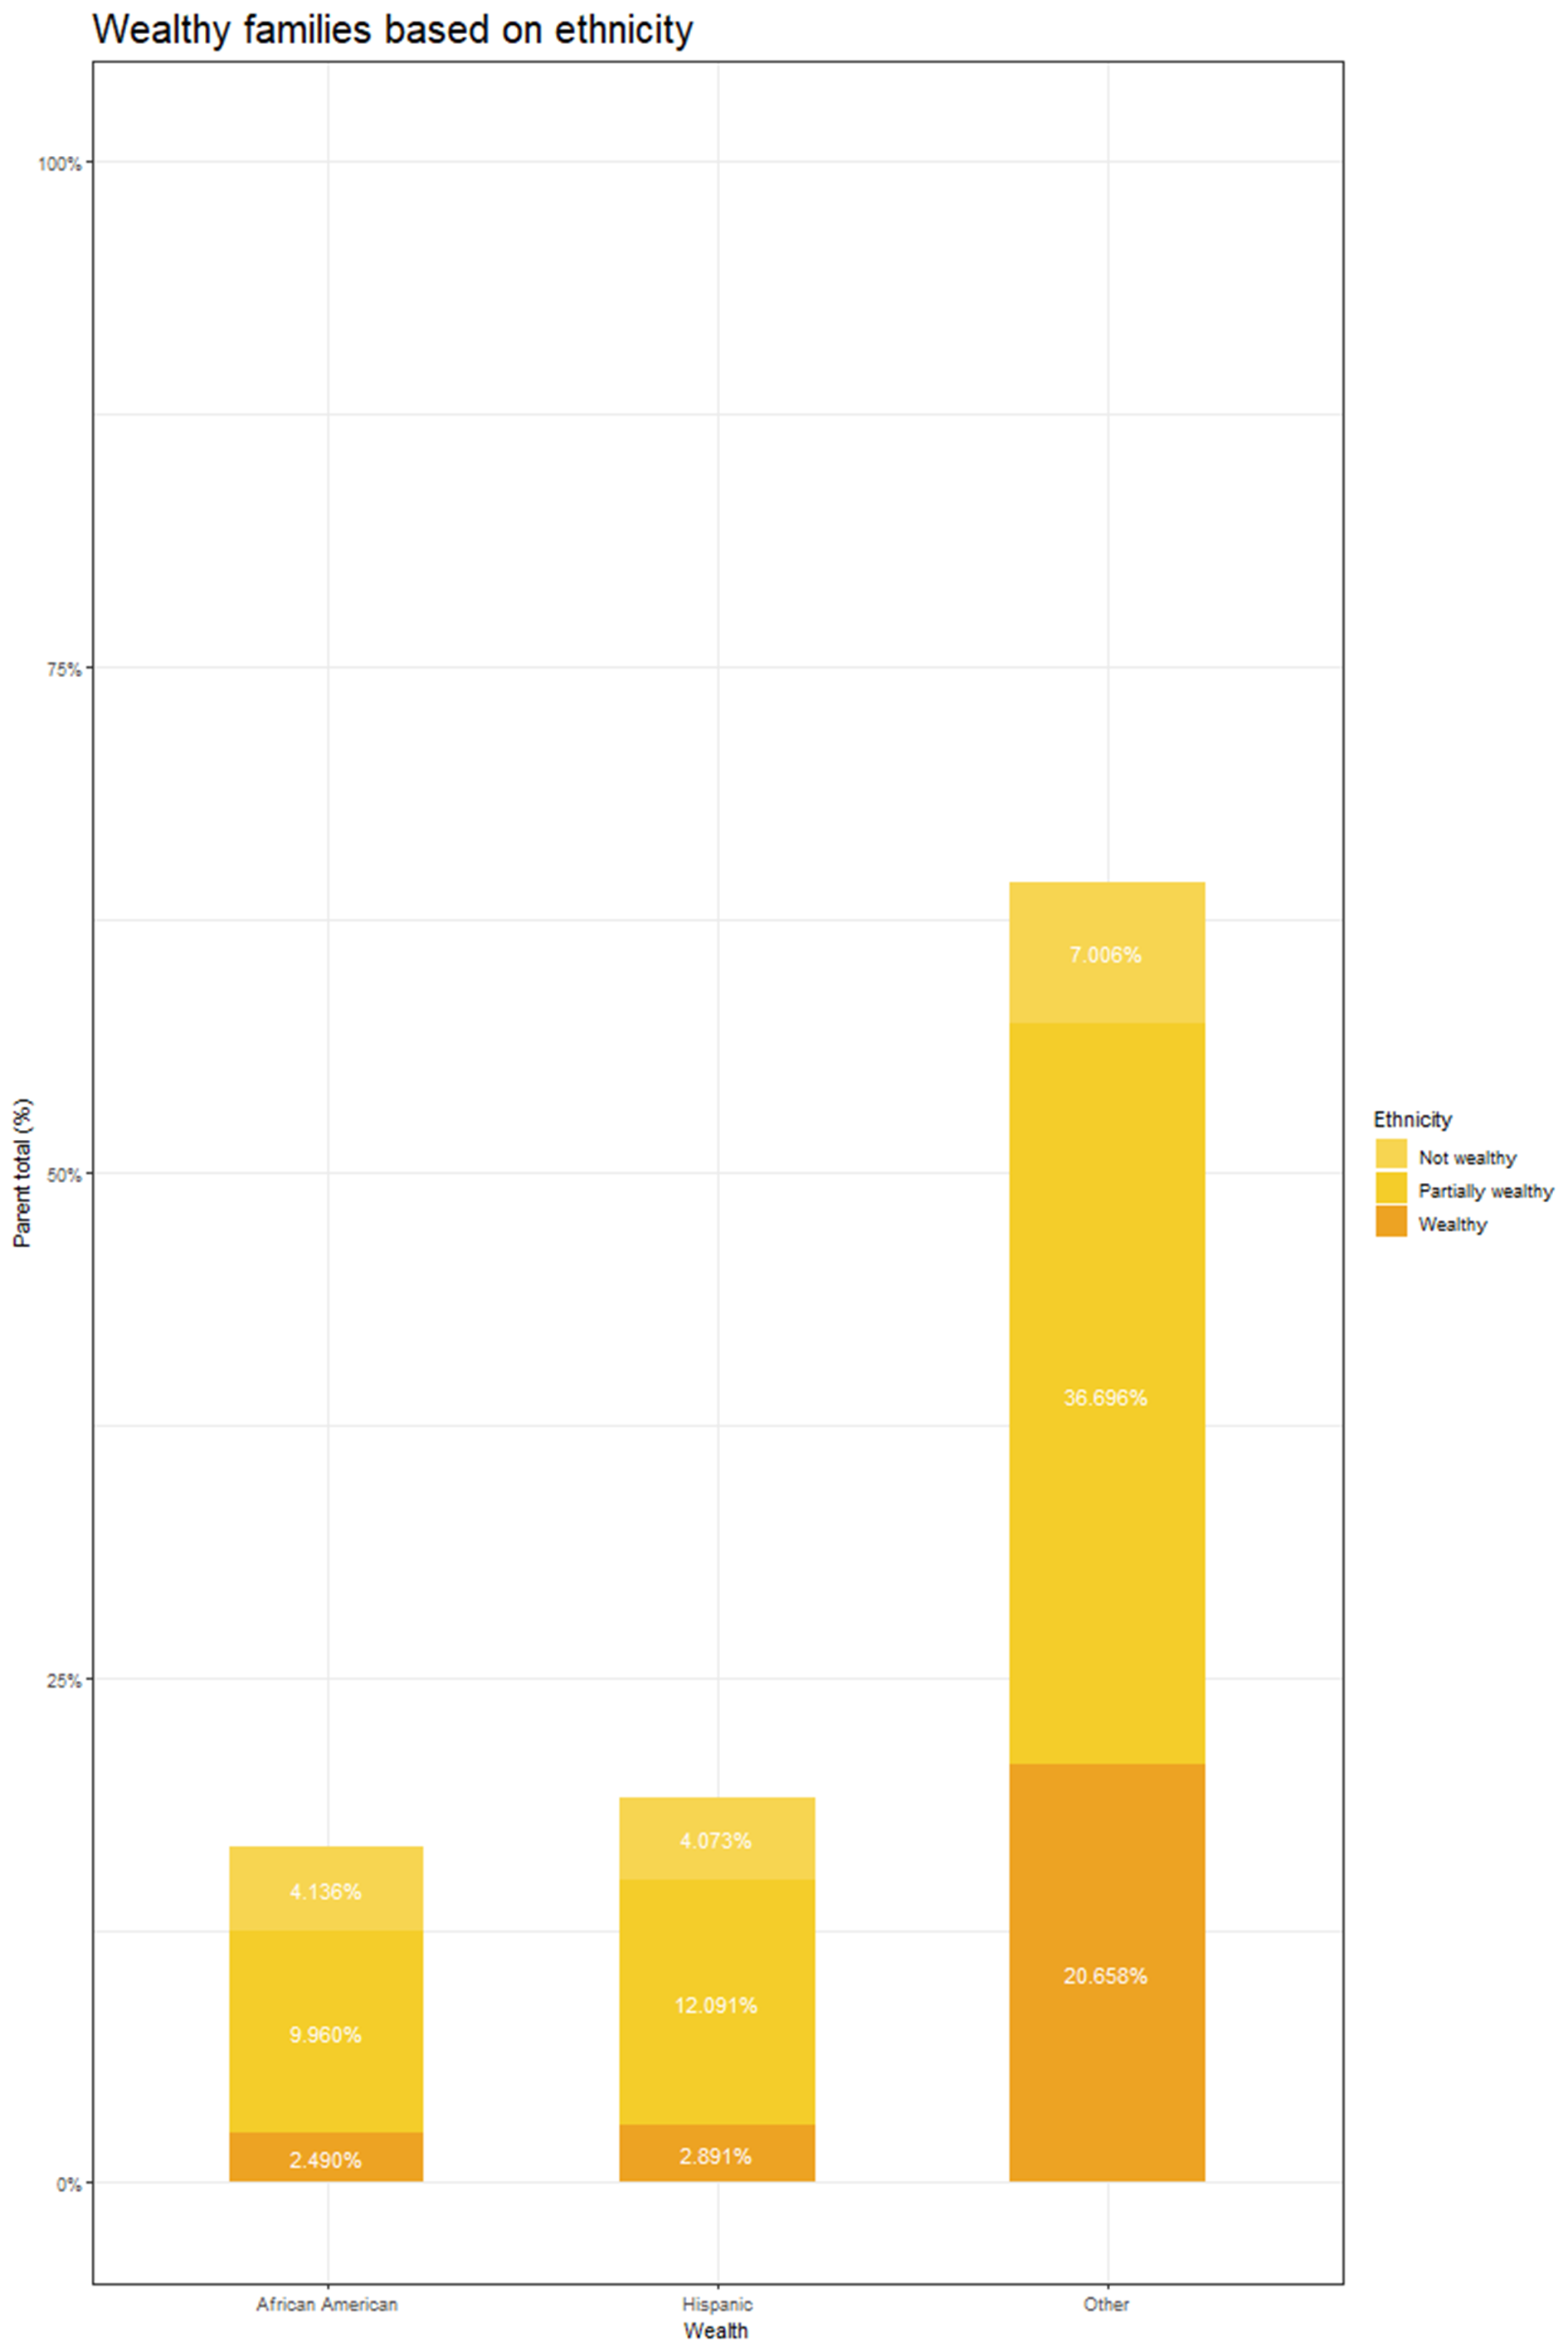 Wealthy families based on ethnicity
100%
75%
50%
25%
0%
Parent total (%)
7.006%
36.696%
20.658%
4.073%
12.091%
2.891%
4.136%
9.960%
2.490%
African American
Hispanic
Other
Wealth
Ethnicity
Not wealthy
Partially wealthy
Wealthy